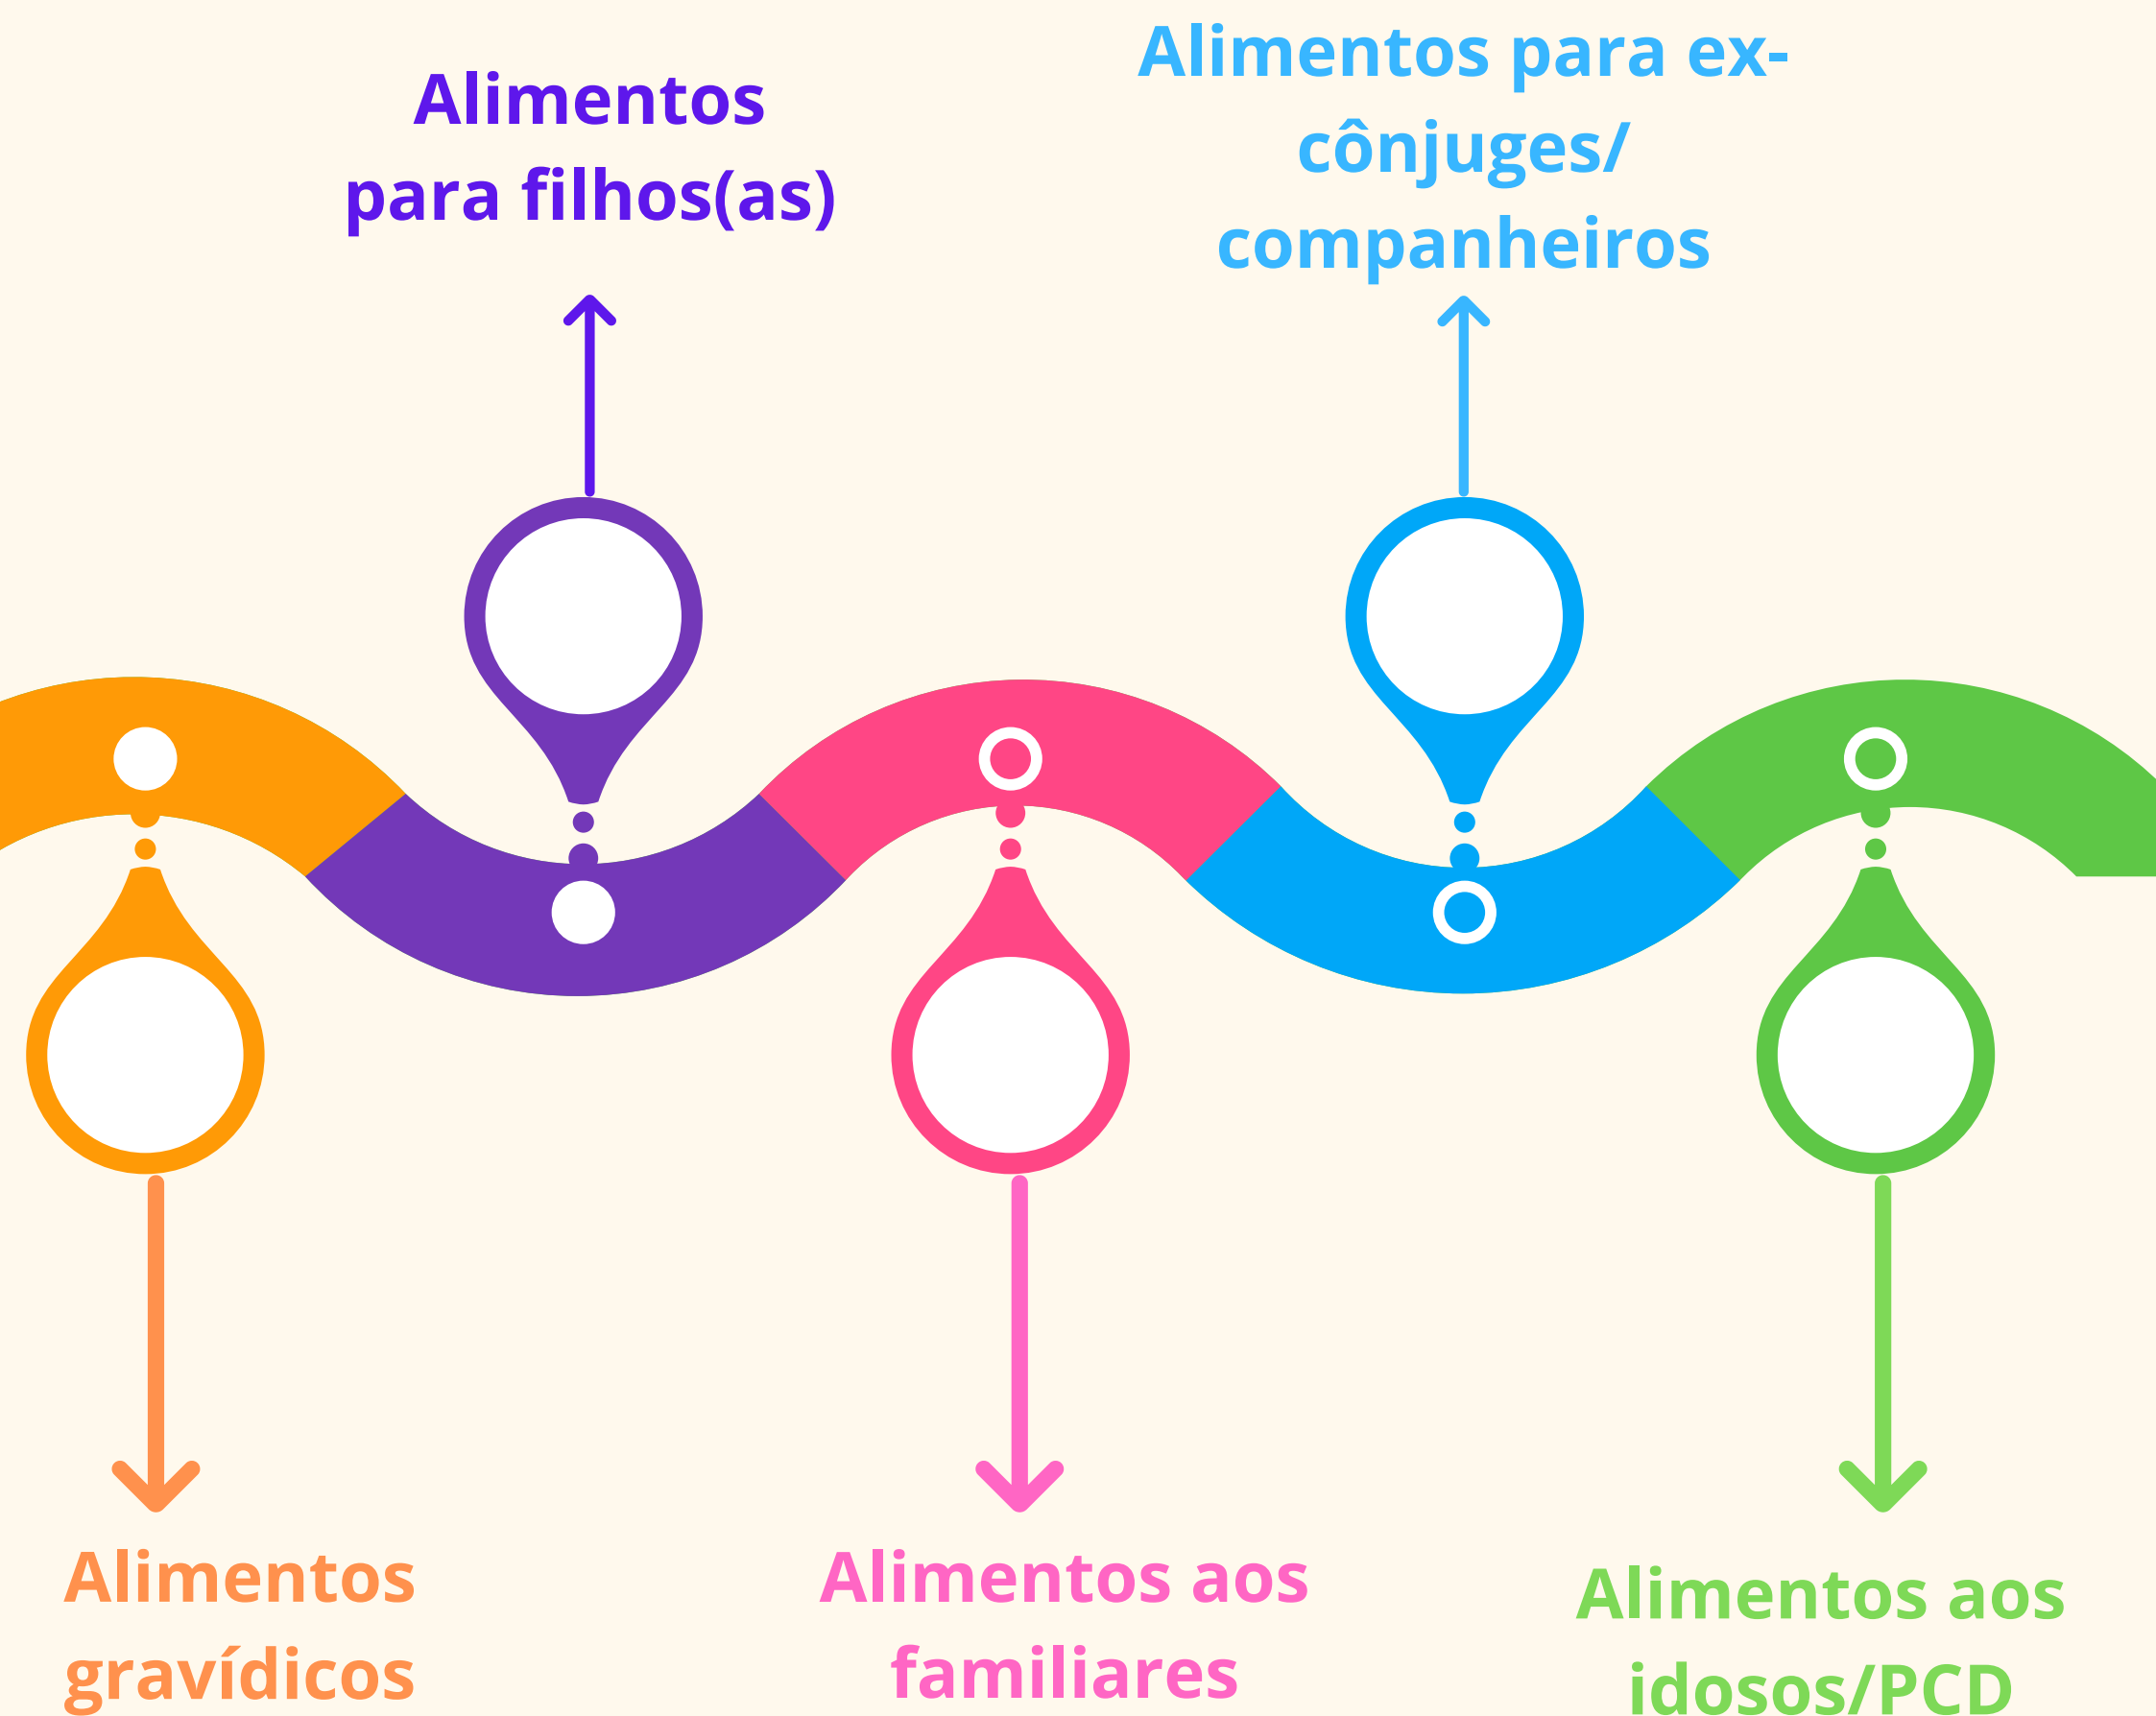 Alimentos
para filhos(as)
Alimentos para ex-
cônjuges/
companheiros
Alimentos
gravídicos
Alimentos aos
familiares
Alimentos aos
idosos/PCD